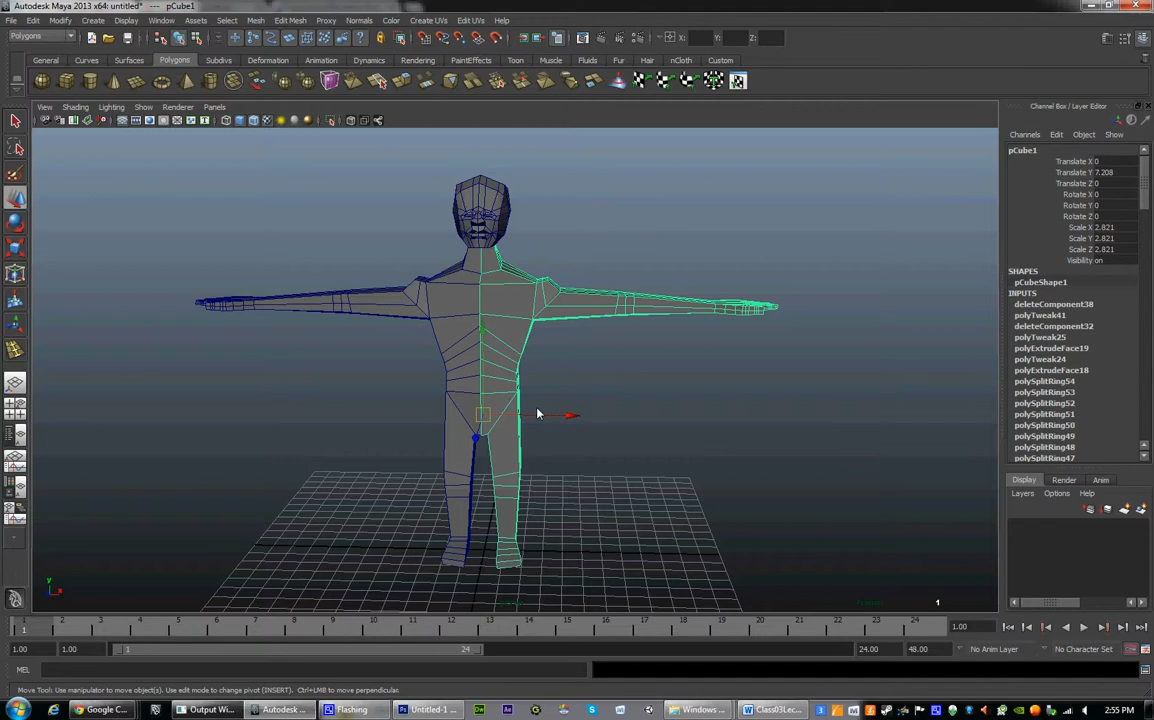 Autodesk Maya 2013 x64: untitled*   ---   pCube1
File Edit Modify Create Display Window Assets Select Mesh Edit Mesh Proxy Normals Color Create UVs Edit UVs Help
Polygons X: Y: Z:
General Curves Surfaces Polygons Subdivs Deformation Animation Dynamics Rendering PaintEffects Toon Muscle Fluids Fur Hair nCloth Custom
View Shading Lighting Show Renderer Panels
Channel Box / Layer Editor
Channels Edit Object Show
pCube1
Translate X 0
Translate Y 7.208
Translate Z 0
Rotate X 0
Rotate Y 0
Rotate Z 0
Scale X 2.821
Scale Y 2.821
Scale Z 2.821
Visibility on
SHAPES
pCubeShape1
INPUTS
deleteComponent38
polyTweak41
deleteComponent32
polyTweak25
polyExtrudeFace19
polyTweak24
polyExtrudeFace18
polySplitRing54
polySplitRing53
polySplitRing52
polySplitRing51
polySplitRing50
polySplitRing49
polySplitRing48
polySplitRing47
Display Render Anim
Layers Options Help
y
x
1
1 2 3 4 5 6 7 8 9 10 11 12 13 14 15 16 17 18 19 20 21 22 23 24
1 1.00
1.00 1.00 1 24 24.00 48.00 No Anim Layer No Character Set
MEL
Move Tool: Use manipulator to move object(s). Use edit mode to change pivot (INSERT). Ctrl+LMB to move perpendicular.
Google C... Output Wi... Autodesk ... Flashing Untitled-1 ... Windows ... Class03Lec... 2:55 PM